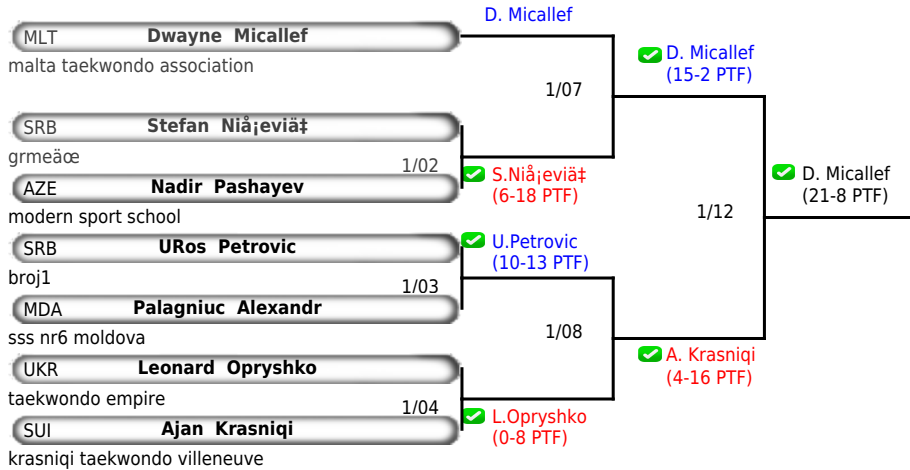 D. Micallef
MLT Dwayne Micallef
malta taekwondo association
D. Micallef
(15-2 PTF)
1/07
SRB Stefan Niå¡eviä‡
grmeäœ
1/02
AZE Nadir Pashayev
modern sport school
S.Niå¡eviä‡
(6-18 PTF)
D. Micallef
(21-8 PTF)
1/12
SRB URos Petrovic
broj1
1/03
U.Petrovic
(10-13 PTF)
MDA Palagniuc Alexandr
sss nr6 moldova
1/08
UKR Leonard Opryshko
taekwondo empire
1/04
A. Krasniqi
(4-16 PTF)
SUI Ajan Krasniqi
krasniqi taekwondo villeneuve
L.Opryshko
(0-8 PTF)